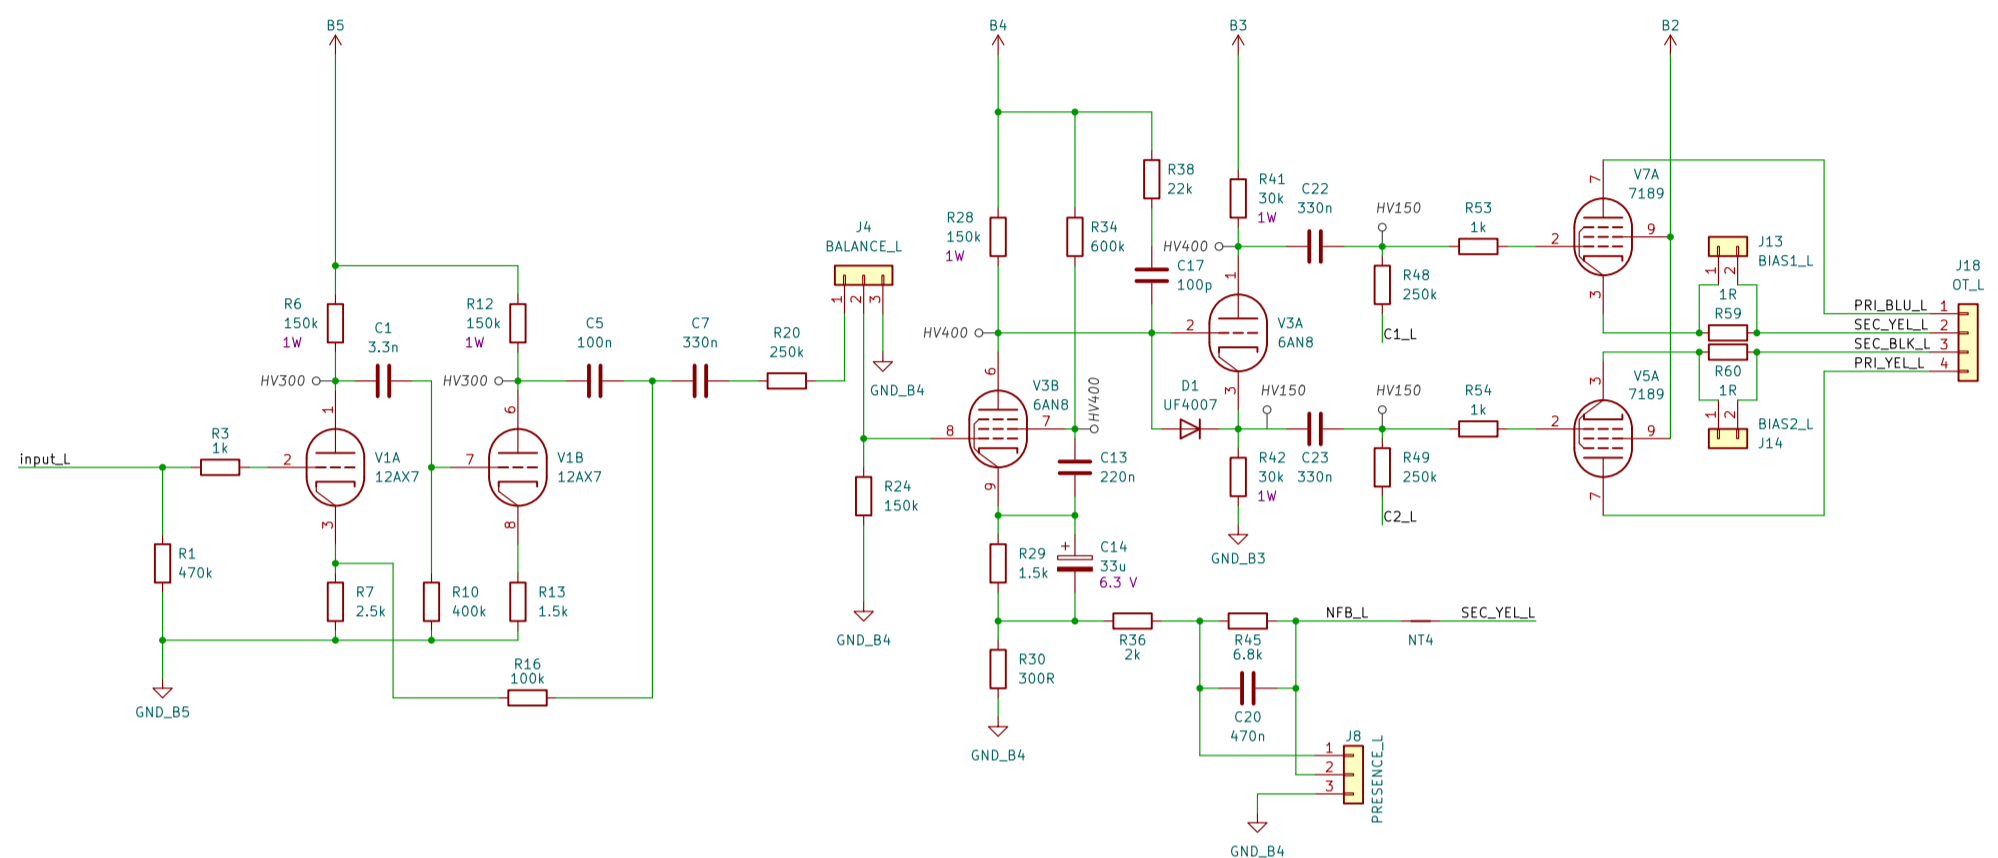 B5
B4
B3
B2
R6
150k
1W
C1
3.3n
R12
150k
1W
HV300
HV300
C5
100n
C7
330n
R20
250k
J4
BALANCE_L
1
2
3
GND_B4
input_L
R3
1k
2
1
3
V1A
12AX7
7
6
8
V1B
12AX7
R1
470k
R7
2.5k
R10
400k
R13
1.5k
R16
100k
GND_B5
R24
150k
GND_B4
R28
150k
1W
R34
600k
R38
22k
C17
100p
HV400
6
V3B
6AN8
8
7
9
HV400
C13
220n
R29
1.5k
C14
+
33u
6.3 V
R30
300R
GND_B4
R36
2k
R45
6.8k
C20
470n
NFB_L
NT4
SEC_YEL_L
J8
PRESENCE_L
1
2
3
GND_B4
R41
30k
1W
HV400
C22
330n
HV150
R53
1k
2
1
2
3
V3A
6AN8
R48
250k
C1_L
D1
UF4007
HV150
HV150
R42
30k
1W
C23
330n
R49
250k
C2_L
R54
1k
2
GND_B3
V7A
7189
7
9
3
V5A
7189
3
9
7
J13
BIAS1_L
1
2
1R
R59
R60
1R
1
2
BIAS2_L
J14
J18
OT_L
PRI_BLU_L
1
SEC_YEL_L
2
SEC_BLK_L
3
PRI_YEL_L
4